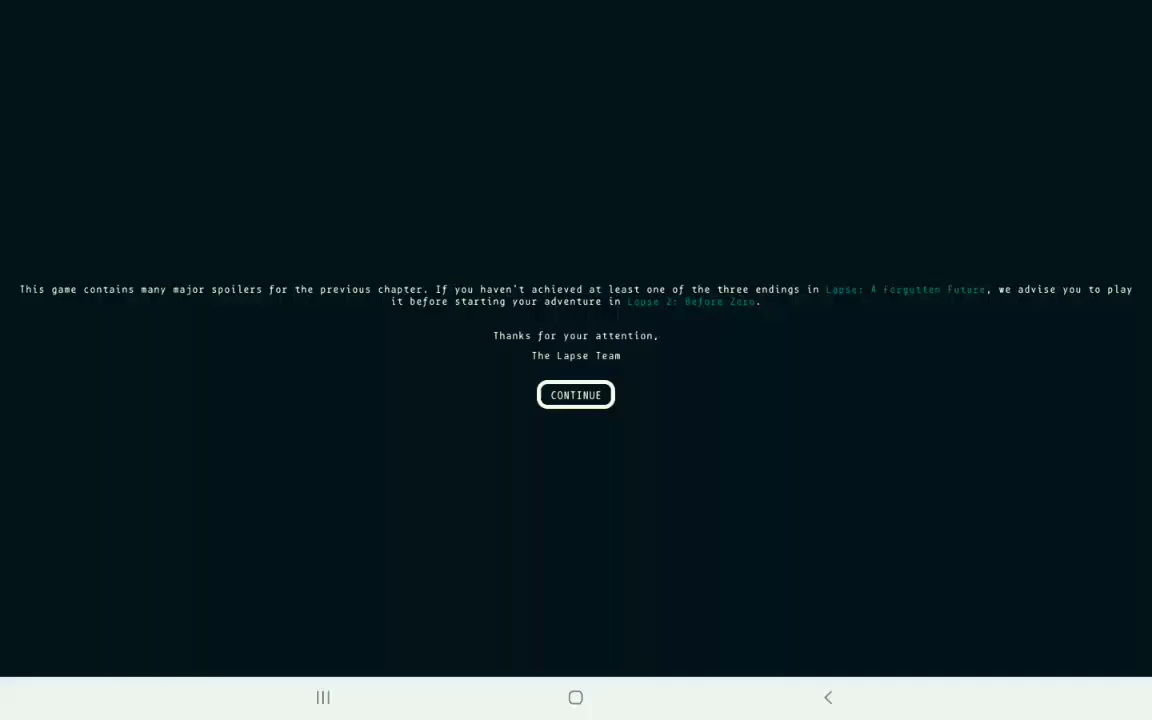 This game contains many major spoilers for the previous chapter. If you haven't achieved at least one of the three endings in Lapse: A Forgotten Future, we advise you to play
it before starting your adventure in Lapse 2: Before Zero.
Thanks for your attention,
The Lapse Team
CONTINUE